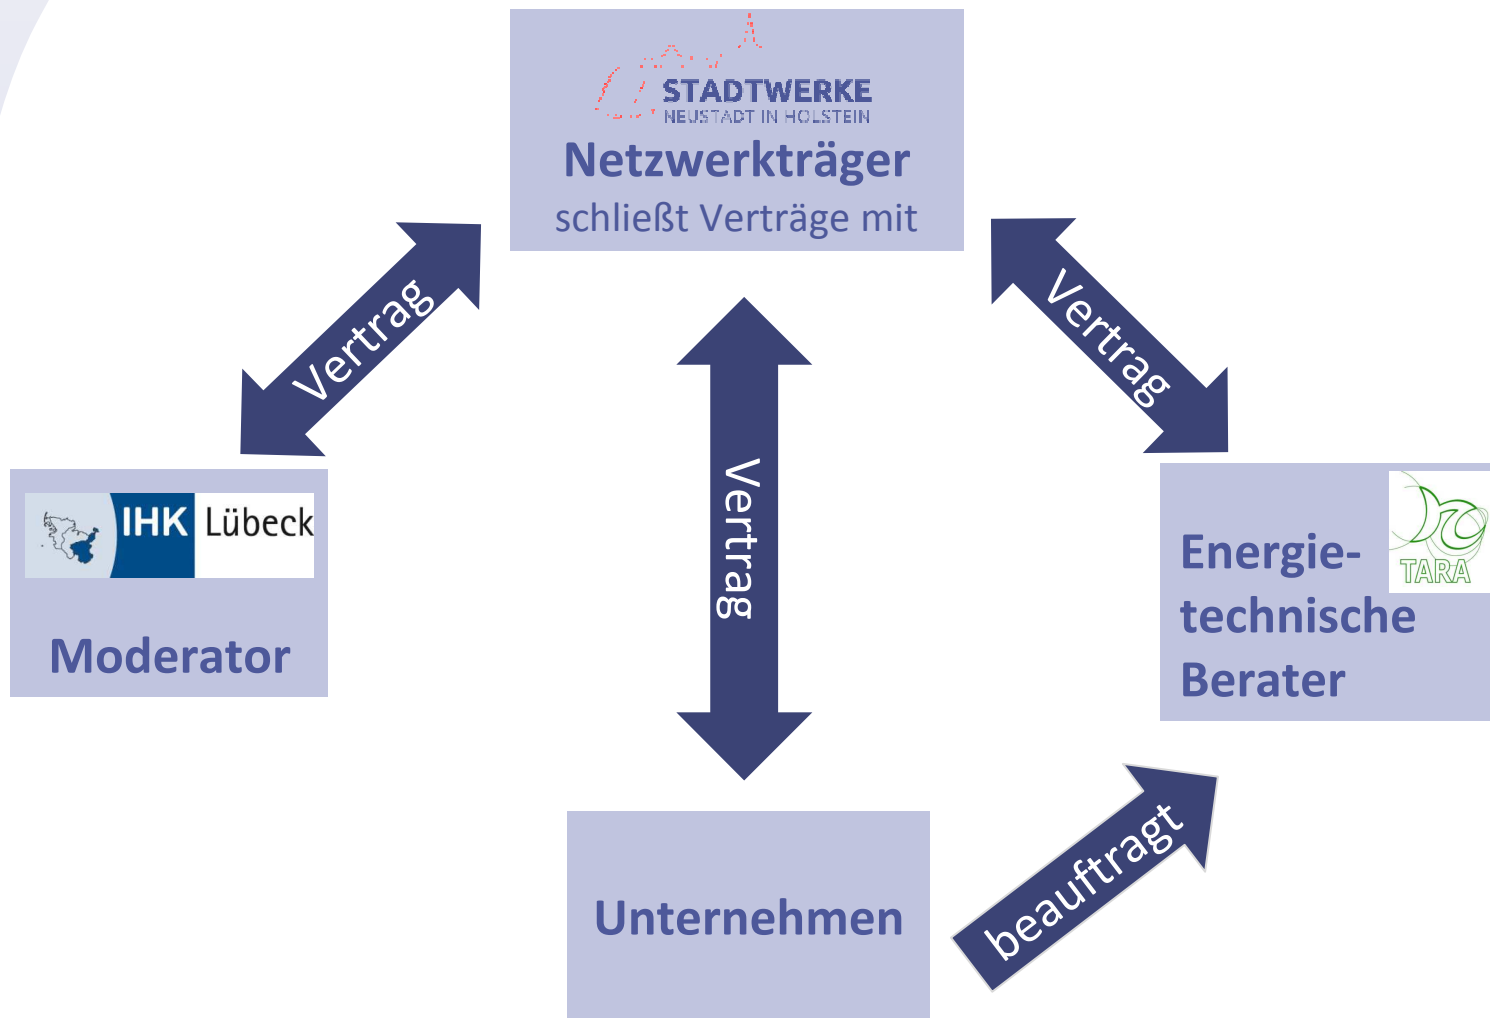 STADTWERKE
NEUSTADT IN HOLSTEIN
Netzwerkträger
schließt Verträge mit
Vertrag
Vertrag
Vertrag
IHK Lübeck
Moderator
TARA
Energie-
technische
Berater
Unternehmen
beauftragt